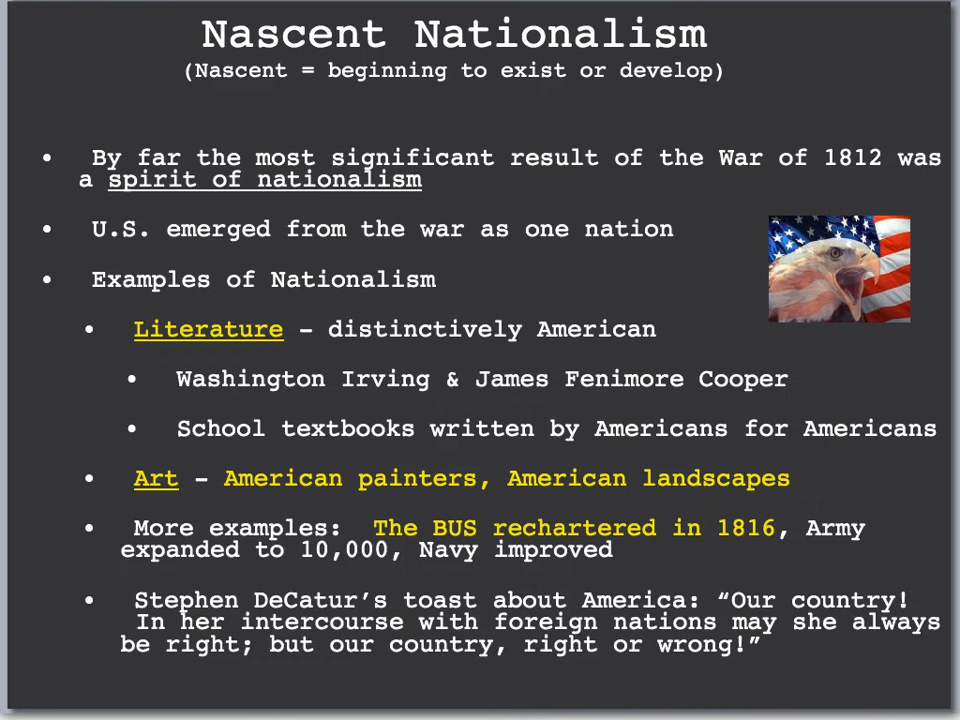 Nascent Nationalism
(Nascent = beginning to exist or develop)
• By far the most significant result of the War of 1812 was
a spirit of nationalism
• U.S. emerged from the war as one nation
• Examples of Nationalism
• Literature – distinctively American
• Washington Irving & James Fenimore Cooper
• School textbooks written by Americans for Americans
• Art – American painters, American landscapes
• More examples: The BUS rechartered in 1816, Army
expanded to 10,000, Navy improved
• Stephen DeCatur’s toast about America: “Our country!
In her intercourse with foreign nations may she always
be right; but our country, right or wrong!”